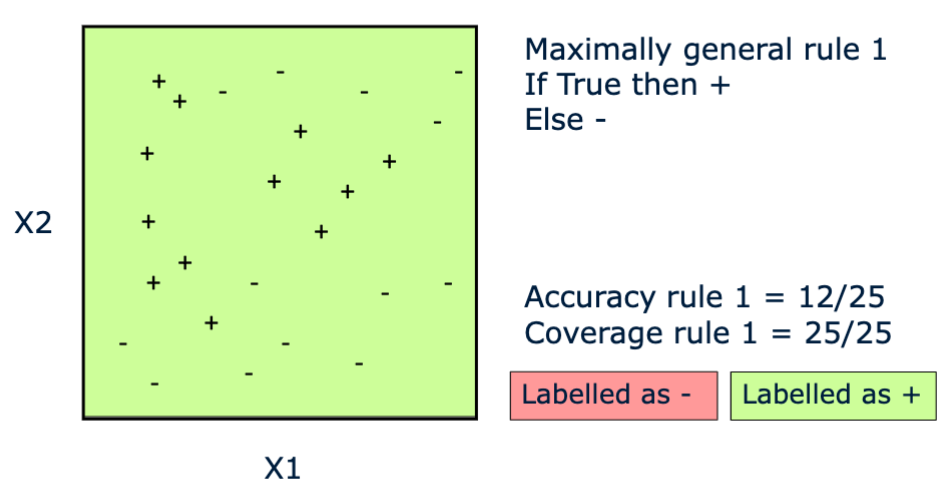 Maximally general rule 1
If True then +
Else -
X2
Accuracy rule 1 = 12/25
Coverage rule 1 = 25/25
Labelled as -
Labelled as +
X1